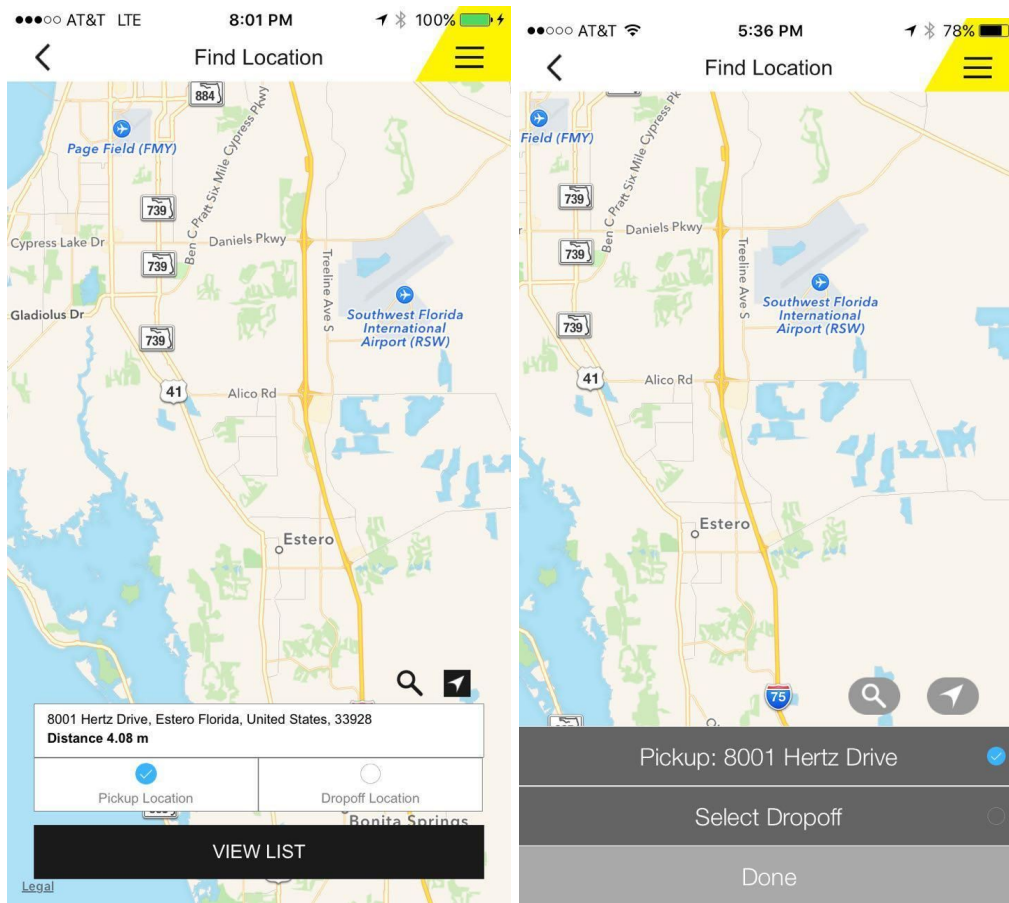 AT&T LTE 8:01 PM 100%
Find Location
884
Page Field (FMY)
739
Ben C Pratt Six Mile Cypress Pkwy
Cypress Lake Dr
Daniels Pkwy
739
Treeline Ave S
Gladiolus Dr
Southwest Florida
International
Airport (RSW)
739
41
Alico Rd
Estero
8001 Hertz Drive, Estero Florida, United States, 33928
Distance 4.08 m
Pickup Location
Dropoff Location
Bonita Springs
VIEW LIST
Legal
AT&T 5:36 PM 78%
Find Location
Field (FMY)
739
Ben C Pratt Six Mile Cypress Pk
Daniels Pkwy
739
Treeline Ave S
Southwest Florida
International
Airport (RSW)
739
41
Alico Rd
Estero
75
Pickup: 8001 Hertz Drive
Select Dropoff
Done